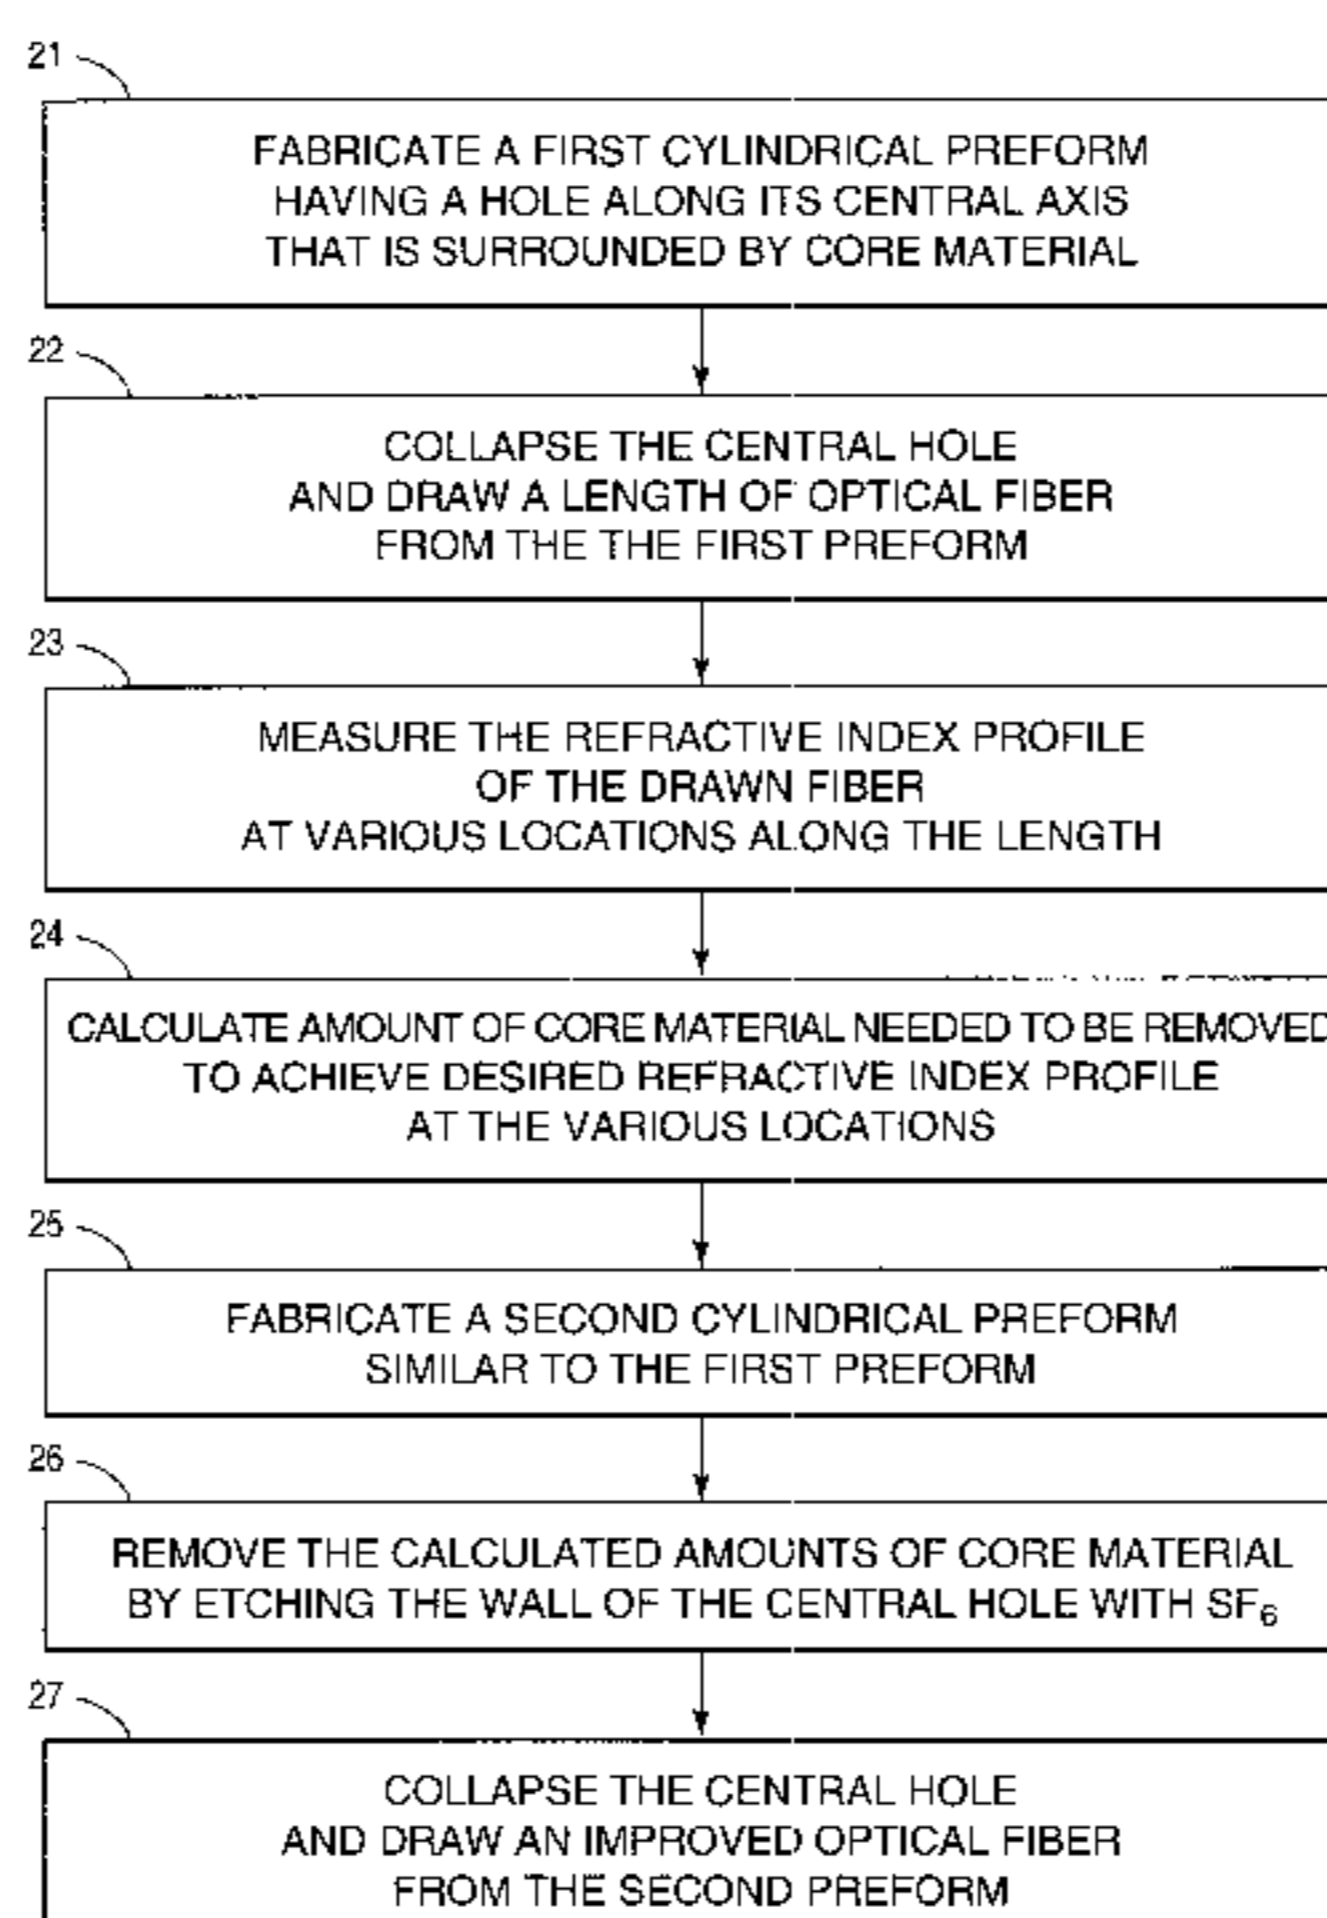 21
FABRICATE A FIRST CYLINDRICAL PREFORM
HAVING A HOLE ALONG ITS CENTRAL AXIS
THAT IS SURROUNDED BY CORE MATERIAL
22
COLLAPSE THE CENTRAL HOLE
AND DRAW A LENGTH OF OPTICAL FIBER
FROM THE THE FIRST PREFORM
23
MEASURE THE REFRACTIVE INDEX PROFILE
OF THE DRAWN FIBER
AT VARIOUS LOCATIONS ALONG THE LENGTH
24
CALCULATE AMOUNT OF CORE MATERIAL NEEDED TO BE REMOVED
TO ACHIEVE DESIRED REFRACTIVE INDEX PROFILE
AT THE VARIOUS LOCATIONS
25
FABRICATE A SECOND CYLINDRICAL PREFORM
SIMILAR TO THE FIRST PREFORM
26
REMOVE THE CALCULATED AMOUNTS OF CORE MATERIAL
BY ETCHING THE WALL OF THE CENTRAL HOLE WITH SF₆
27
COLLAPSE THE CENTRAL HOLE
AND DRAW AN IMPROVED OPTICAL FIBER
FROM THE SECOND PREFORM